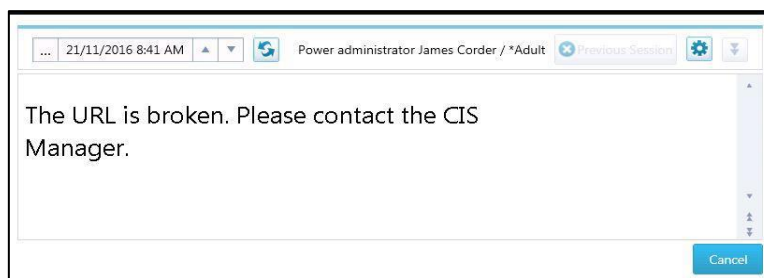 ... 21/11/2016 8:41 AM Power administrator James Corder / *Adult Previous Session
The URL is broken. Please contact the CIS
Manager.
Cancel